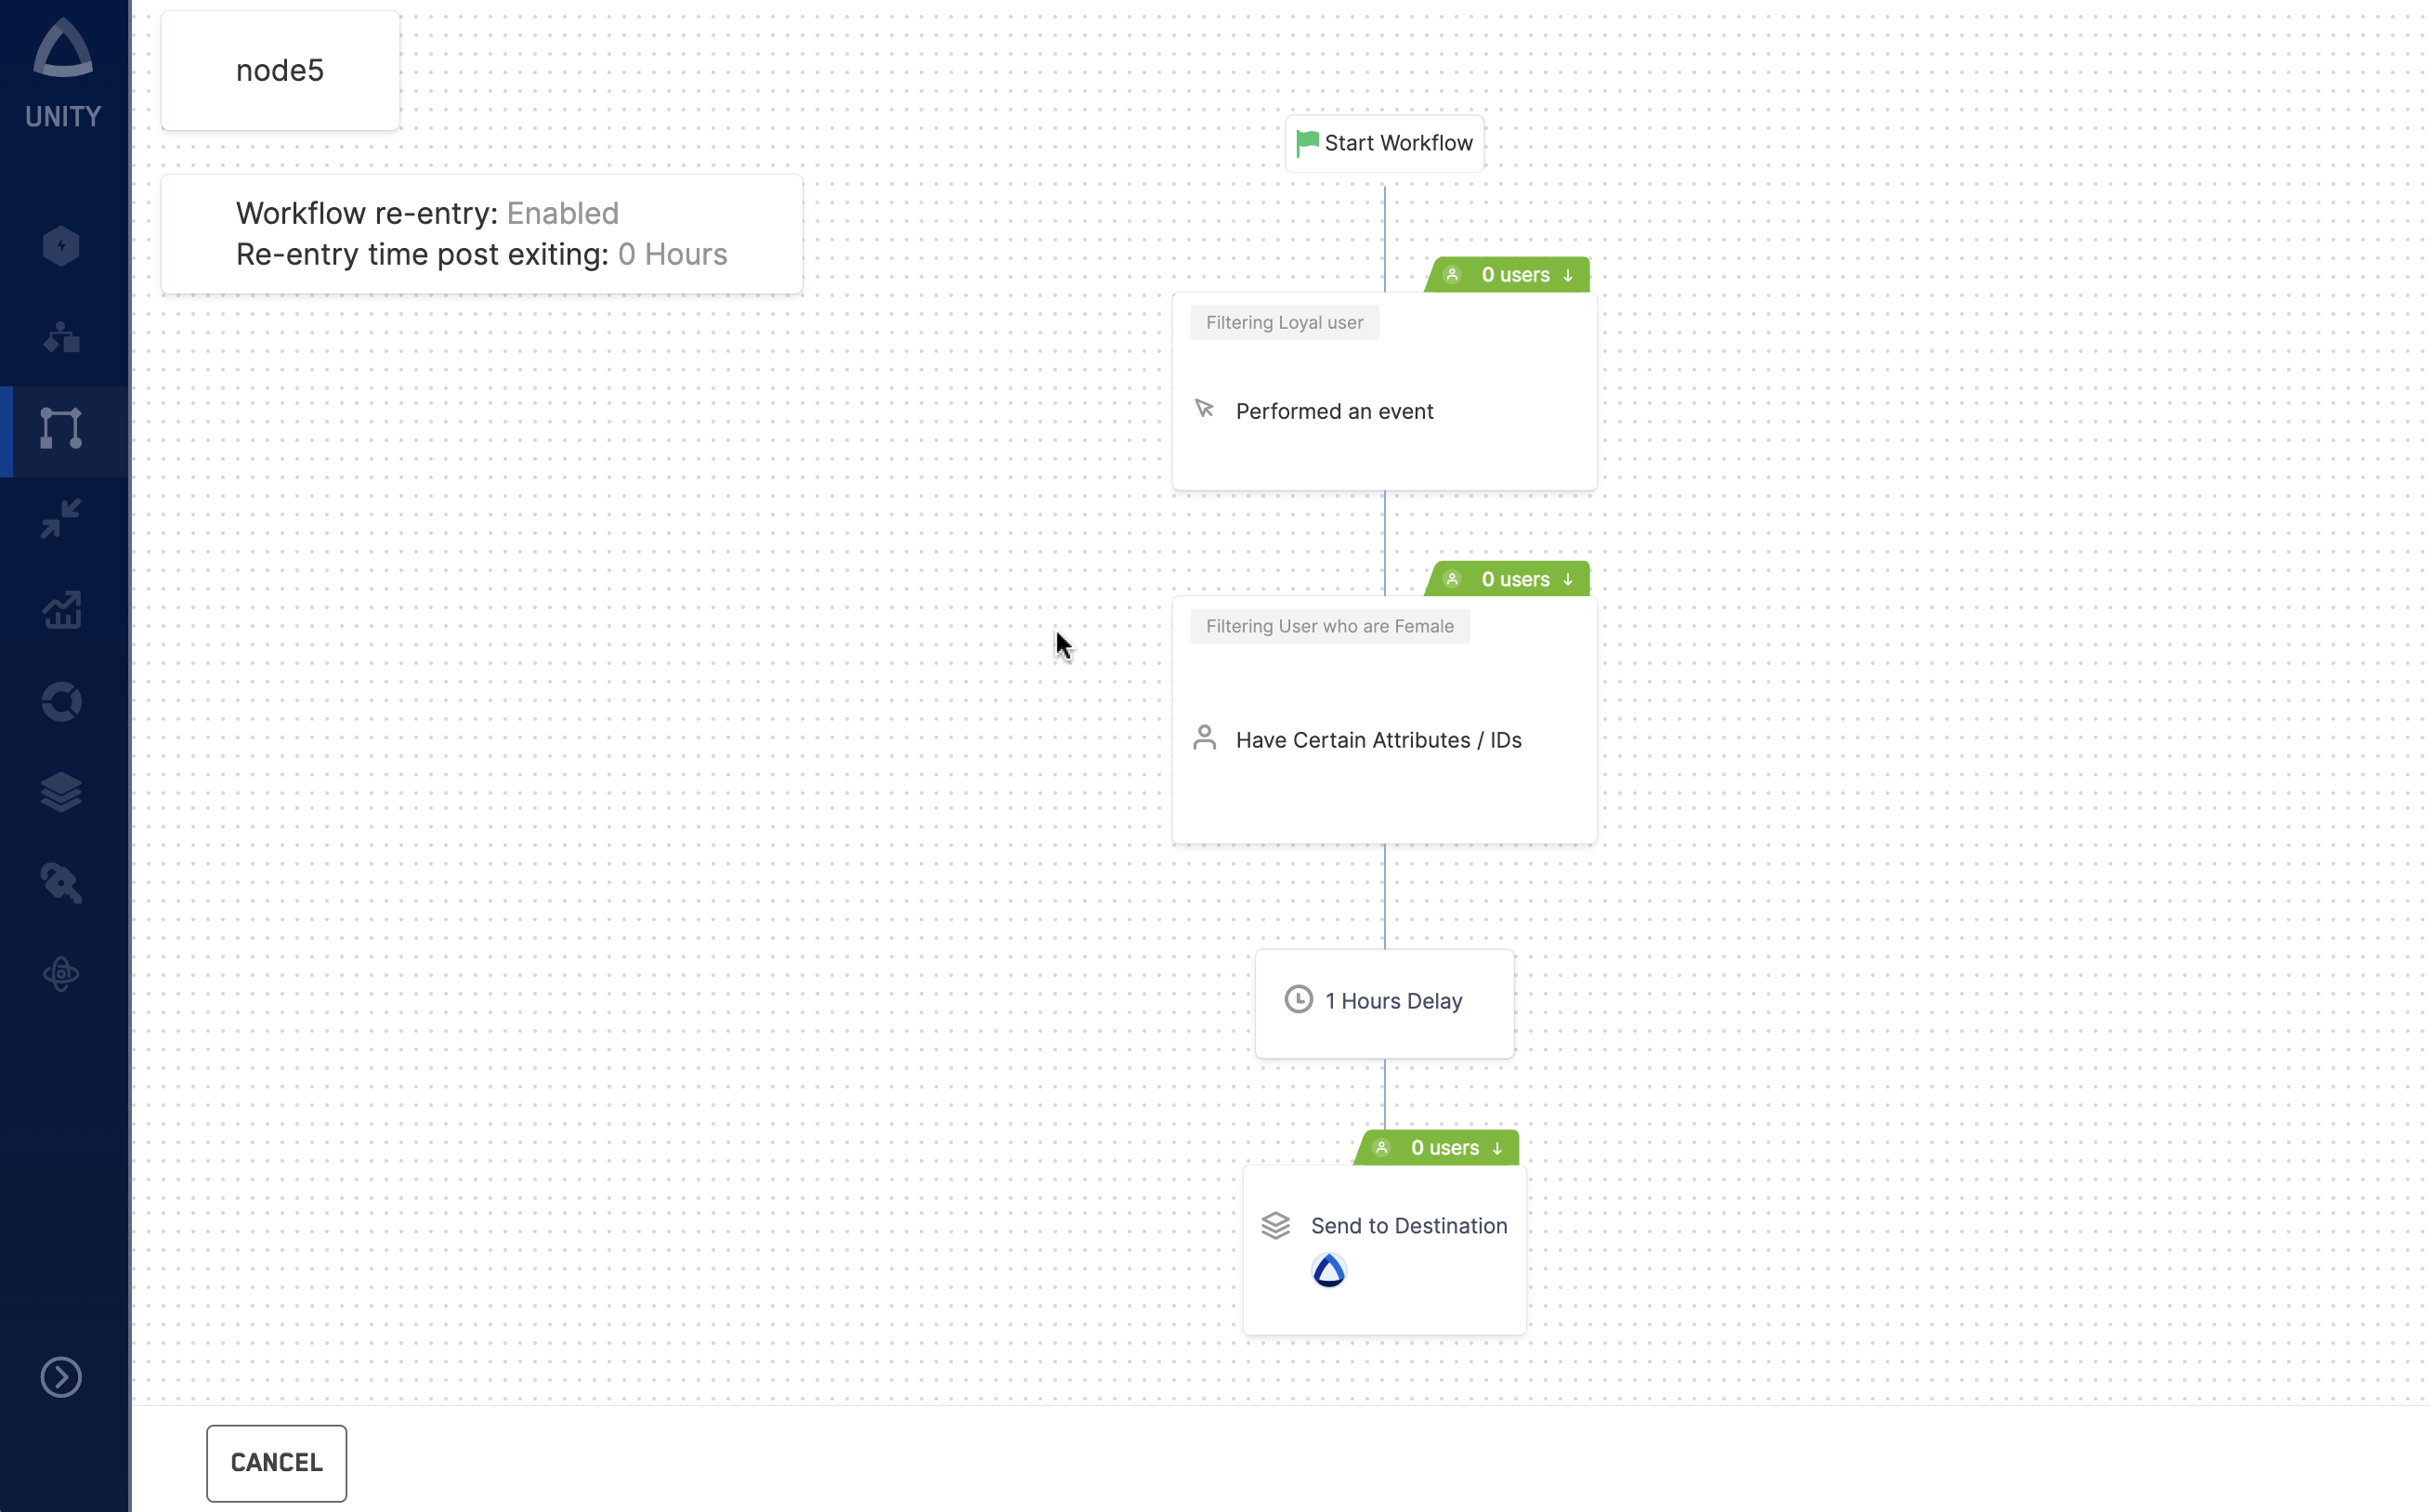 UNITY
node5
Workflow re-entry: Enabled
Re-entry time post exiting: 0 Hours
Start Workflow
0 users ↓
Filtering Loyal user
Performed an event
0 users ↓
Filtering User who are Female
Have Certain Attributes / IDs
1 Hours Delay
0 users ↓
Send to Destination
CANCEL